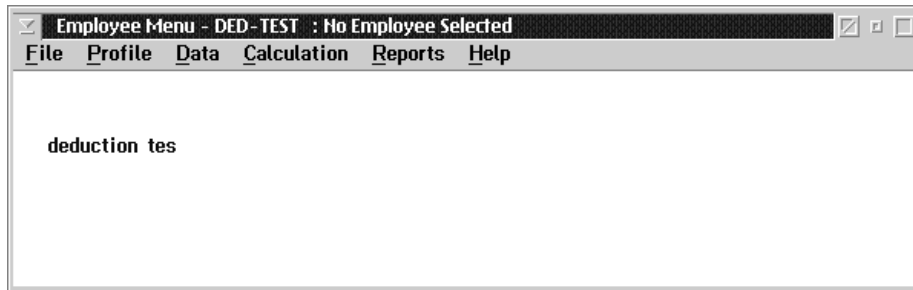 Employee Menu - DED-TEST : No Employee Selected
File Profile Data Calculation Reports Help
deduction tes